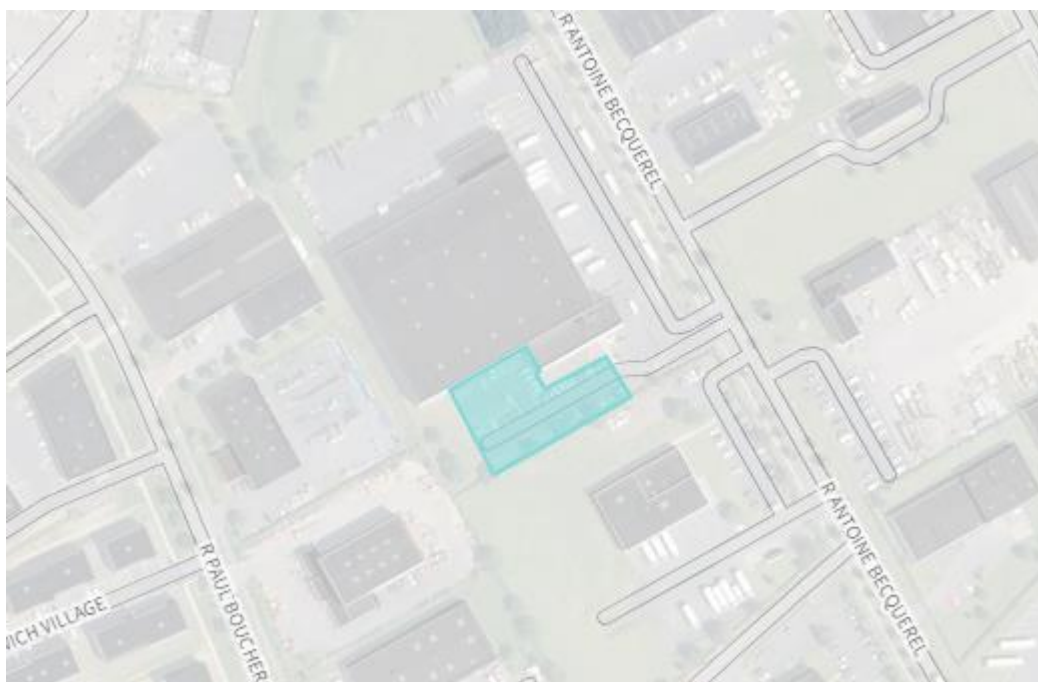 R ANTOINE BECQUEREL
R ANTOINE BECQUEREL
R PAUL BOUCHER
WICH VILLAGE